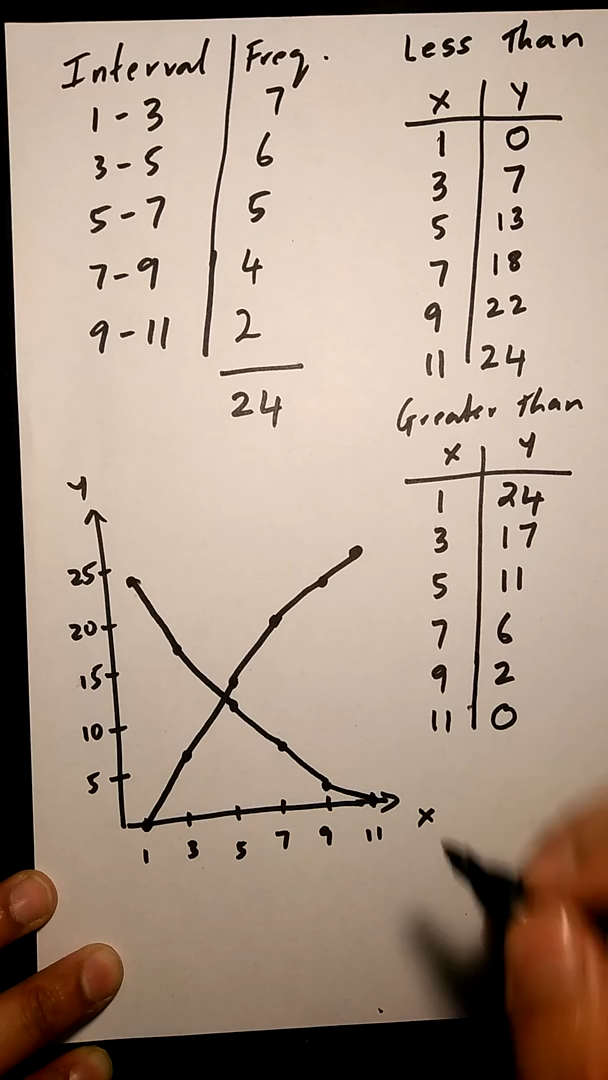 Interval Freq.
1 - 3 7
3 - 5 6
5 - 7 5
7 - 9 4
9 - 11 2
24
Less Than
X Y
1 0
3 7
5 13
7 18
9 22
11 24
Greater than
X Y
1 24
3 17
5 11
7 6
9 2
11 0
Y
25
20
15
10
5
1 3 5 7 9 11 X